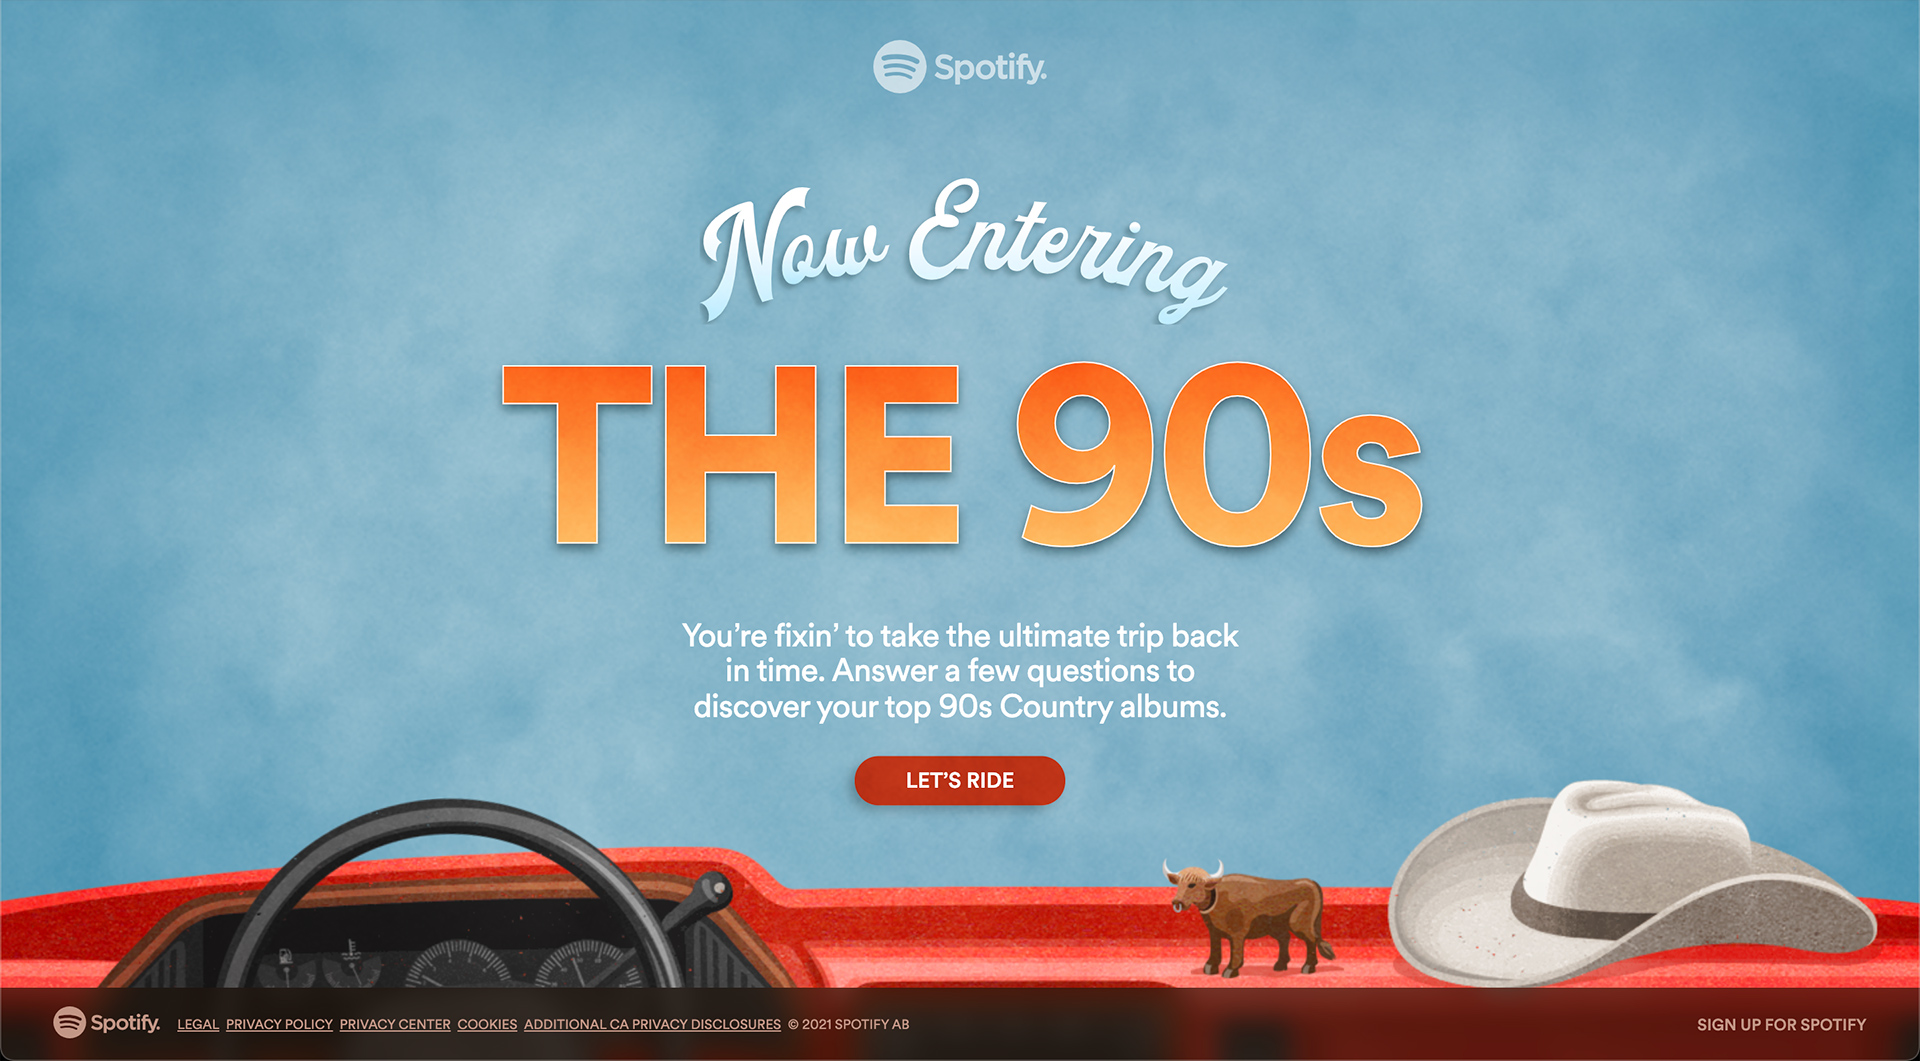 Spotify.
Now Entering
THE 90s
You’re fixin’ to take the ultimate trip back
in time. Answer a few questions to
discover your top 90s Country albums.
LET’S RIDE
Spotify. LEGAL PRIVACY POLICY PRIVACY CENTER COOKIES ADDITIONAL CA PRIVACY DISCLOSURES © 2021 SPOTIFY AB SIGN UP FOR SPOTIFY